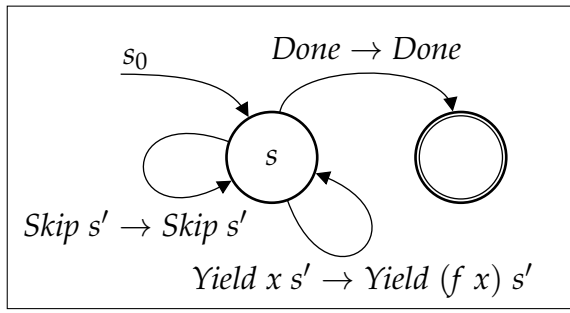 Done → Done
s₀
s
Skip s′ → Skip s′
Yield x s′ → Yield (f x) s′